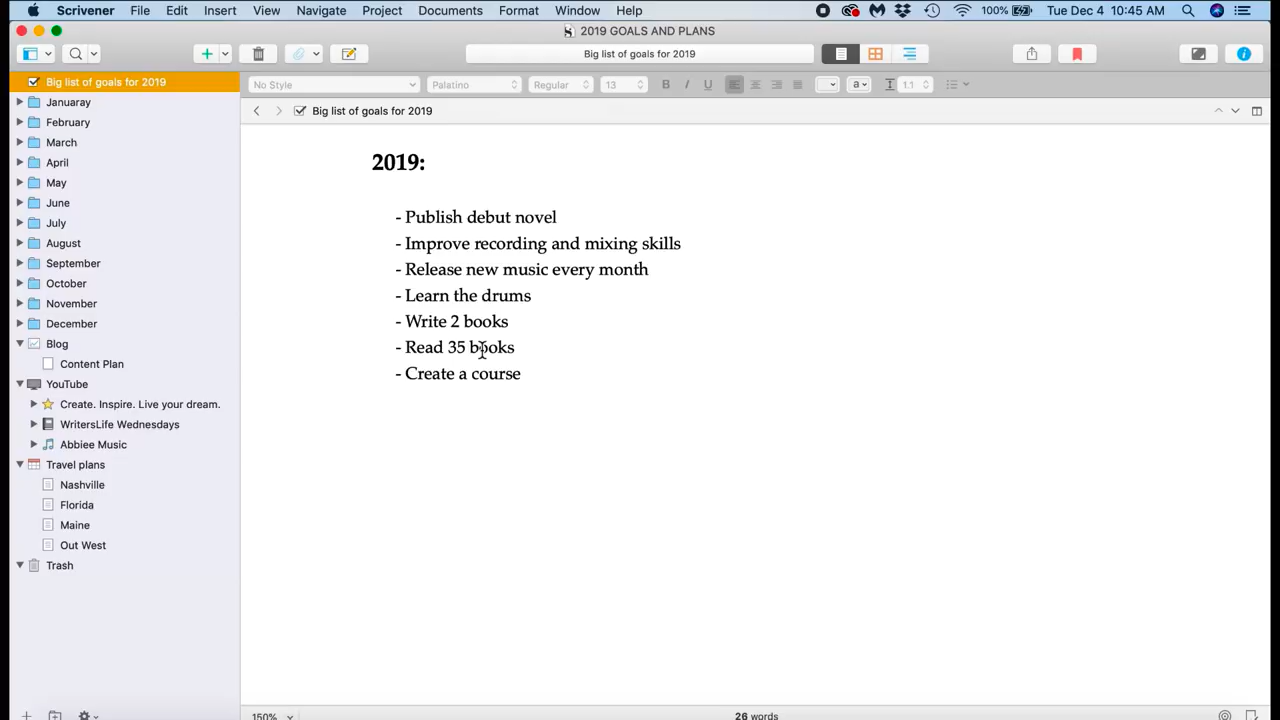 Scrivener File Edit Insert View Navigate Project Documents Format Window Help 100% Tue Dec 4 10:45 AM
2019 GOALS AND PLANS
Big list of goals for 2019
No Style Palatino Regular 13 B I U a 1.1
Big list of goals for 2019
Big list of goals for 2019
Januaray
February
March
April
May
June
July
August
September
October
November
December
Blog
Content Plan
YouTube
Create. Inspire. Live your dream.
WritersLife Wednesdays
Abbiee Music
Travel plans
Nashville
Florida
Maine
Out West
Trash
2019:
- Publish debut novel
- Improve recording and mixing skills
- Release new music every month
- Learn the drums
- Write 2 books
- Read 35 books
- Create a course
150% 26 words